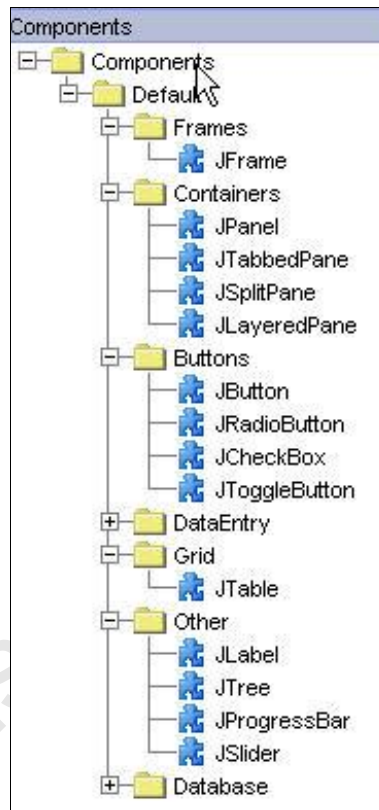 Components
Components
Default
Frames
JFrame
Containers
JPanel
JTabbedPane
JSplitPane
JLayeredPane
Buttons
JButton
JRadioButton
JCheckBox
JToggleButton
DataEntry
Grid
JTable
Other
JLabel
JTree
JProgressBar
JSlider
Database